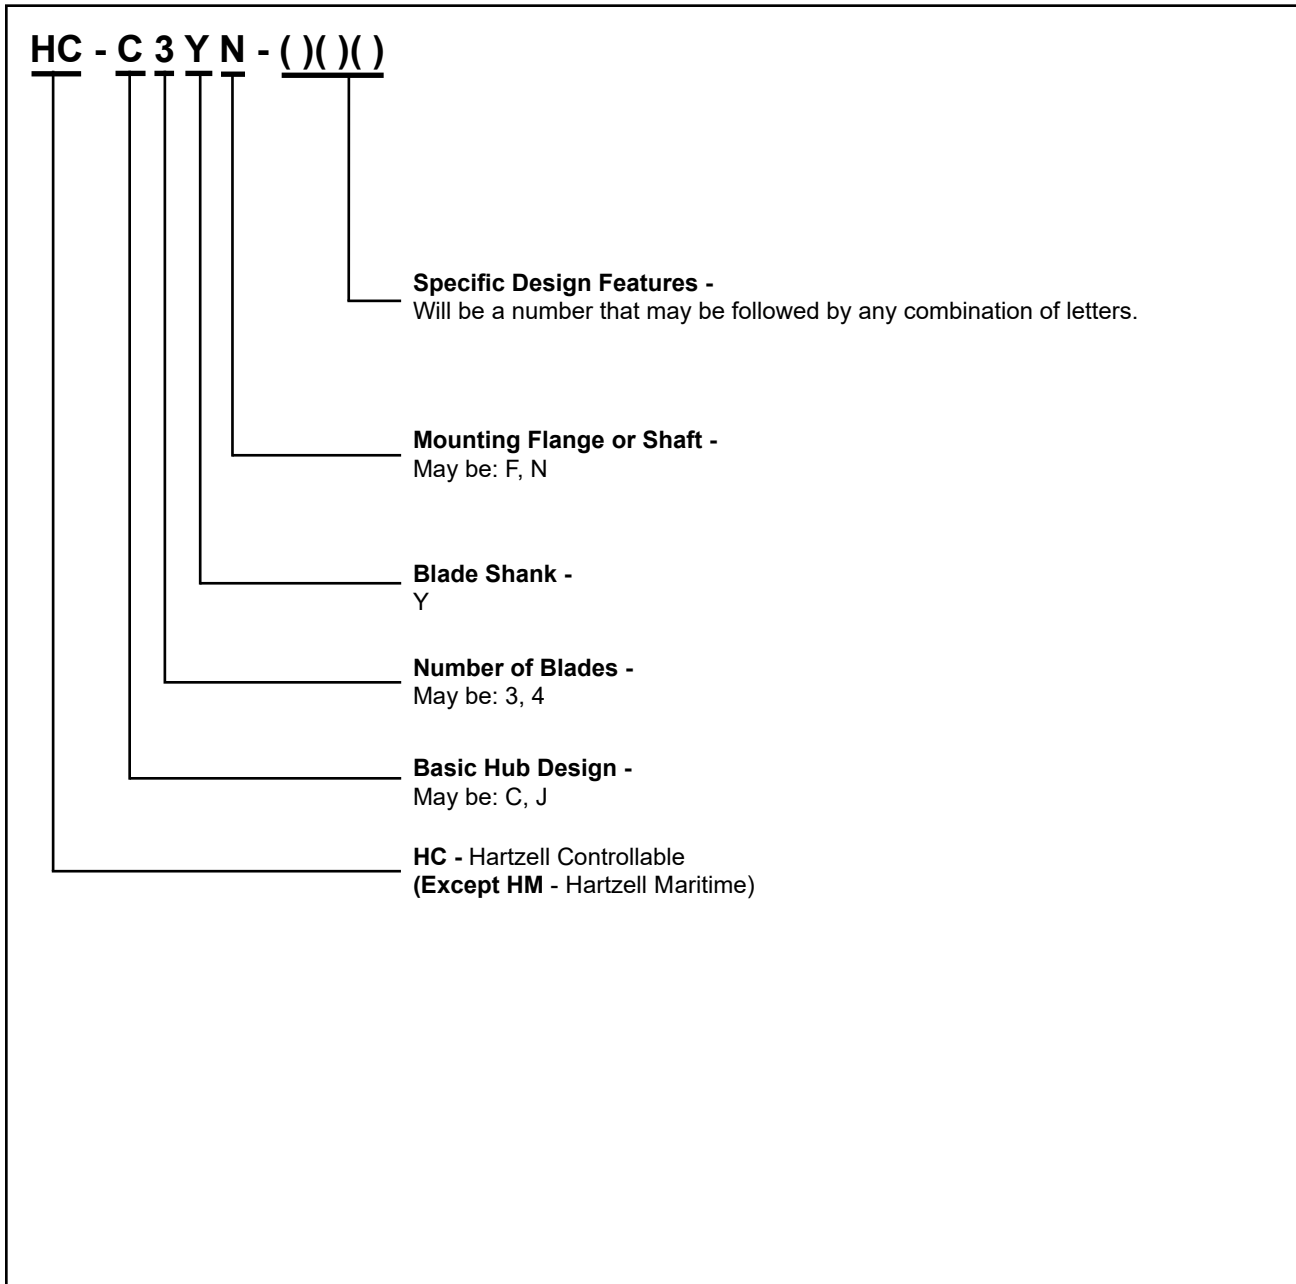 HC - C 3 Y N - ( )( )( )
Specific Design Features -
Will be a number that may be followed by any combination of letters.
Mounting Flange or Shaft -
May be: F, N
Blade Shank -
Y
Number of Blades -
May be: 3, 4
Basic Hub Design -
May be: C, J
HC - Hartzell Controllable
(Except HM - Hartzell Maritime)